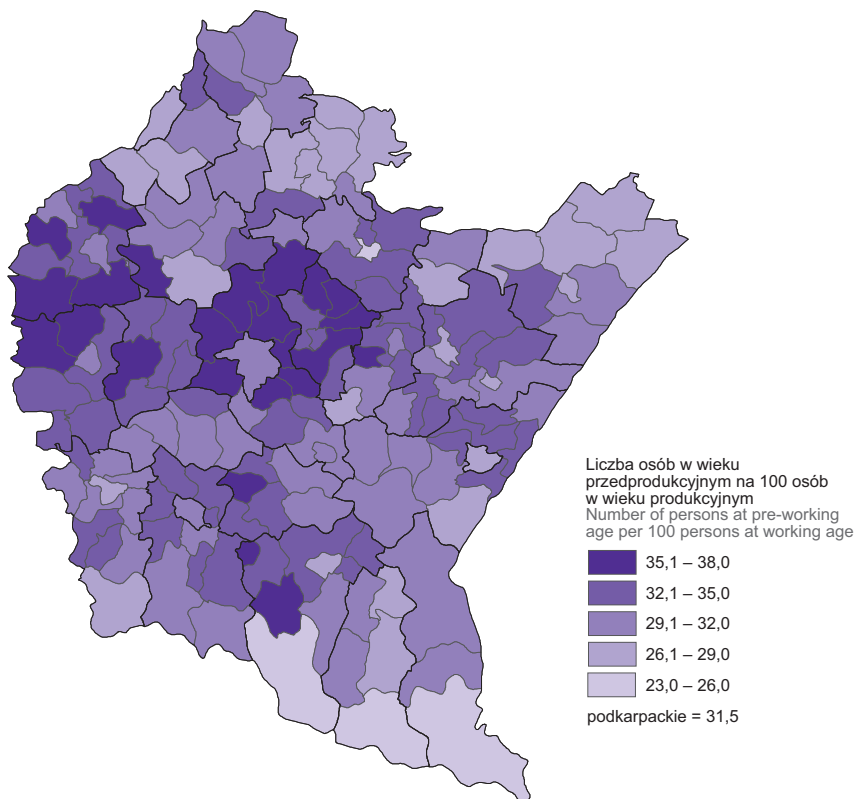 Liczba osób w wieku
przedprodukcyjnym na 100 osób
w wieku produkcyjnym
Number of persons at pre-working
age per 100 persons at working age
35,1 – 38,0
32,1 – 35,0
29,1 – 32,0
26,1 – 29,0
23,0 – 26,0
podkarpackie = 31,5